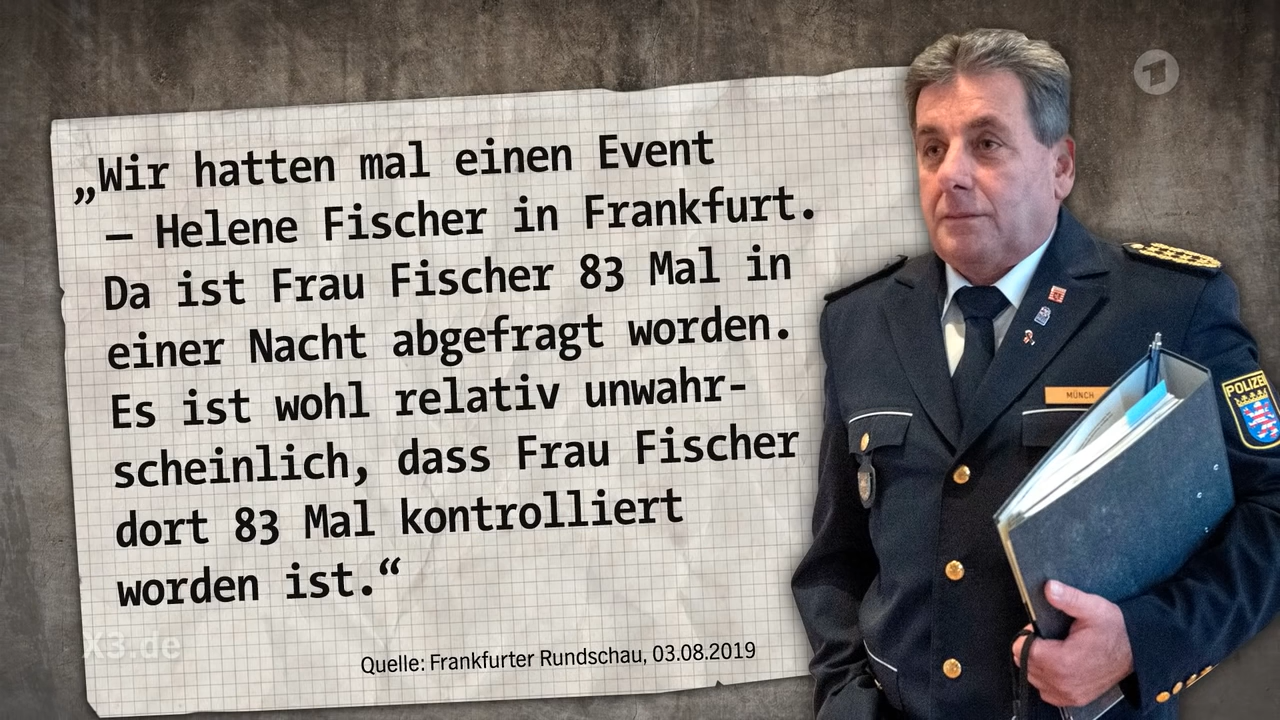 „Wir hatten mal einen Event
– Helene Fischer in Frankfurt.
Da ist Frau Fischer 83 Mal in
einer Nacht abgefragt worden.
Es ist wohl relativ unwahr-
scheinlich, dass Frau Fischer
dort 83 Mal kontrolliert
worden ist.“
Quelle: Frankfurter Rundschau, 03.08.2019
X3.de
1
MÜNCH
POLIZEI